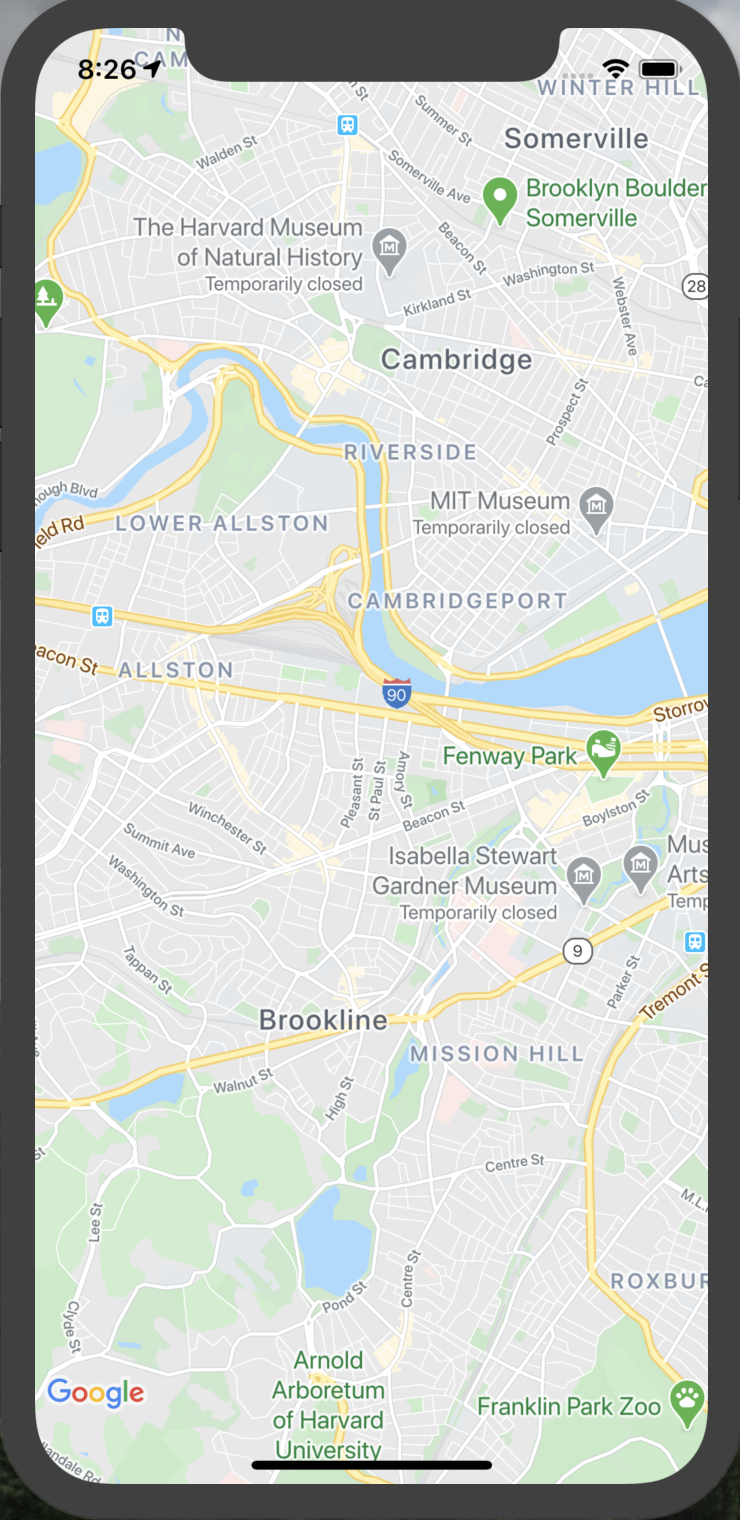 8:26
N
CAM
WINTER HILL
Summer St
Somerville
Walden St
Somerville Ave
Brooklyn Boulder
Somerville
The Harvard Museum
of Natural History
Temporarily closed
Beacon St
Washington St
28
Kirkland St
Webster Ave
Cambridge
Ca
Prospect St
RIVERSIDE
ough Blvd
MIT Museum
Temporarily closed
ield Rd
LOWER ALLSTON
CAMBRIDGEPORT
eacon St
ALLSTON
90
Storrow
Fenway Park
Pleasant St
St Paul St
Amory St
Beacon St
Boylston St
Winchester St
Summit Ave
Washington St
Isabella Stewart
Gardner Museum
Temporarily closed
Mus
Arts
Temp
9
Tappan St
Parker St
Tremont S
Brookline
MISSION HILL
Walnut St
High St
Centre St
M.L.
Lee St
Centre St
ROXBUR
Pond St
Clyde St
Arnold
Arboretum
of Harvard
University
Google
Franklin Park Zoo
llandale Rd